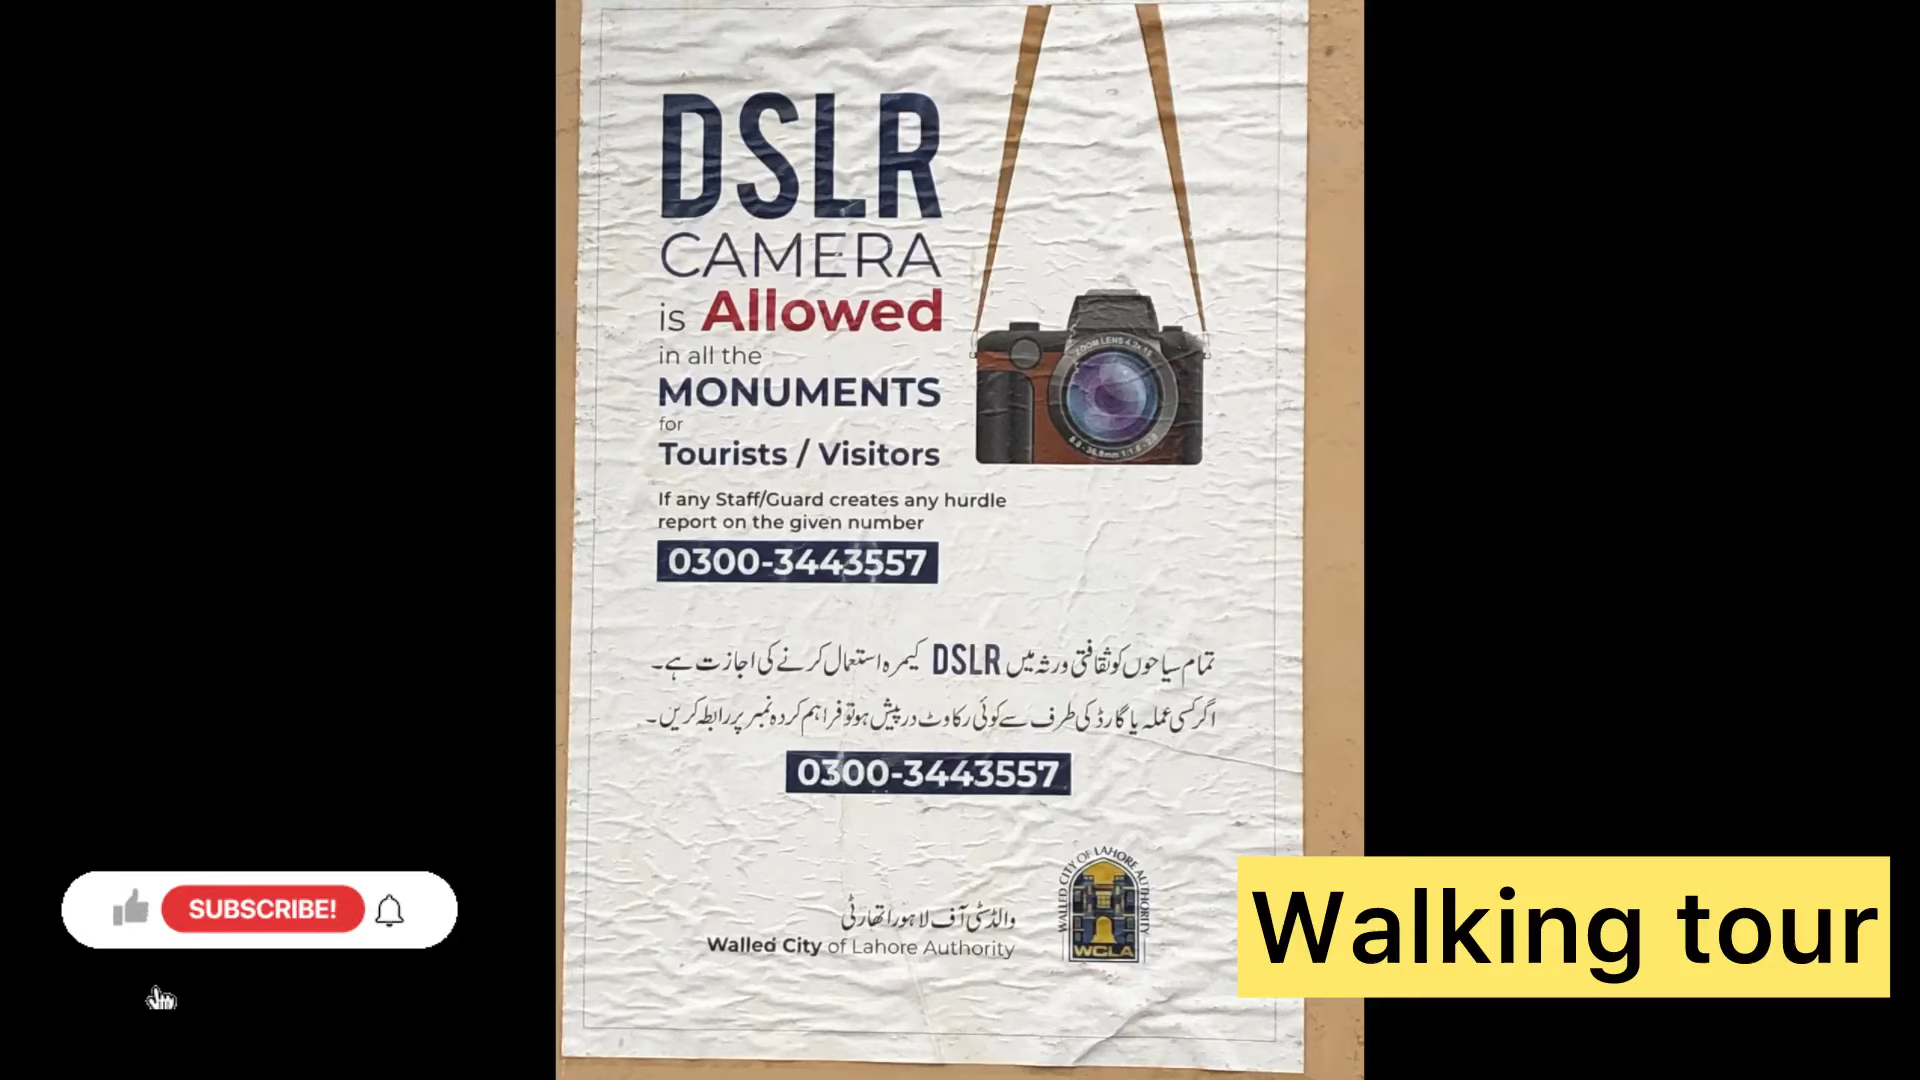 DSLR
CAMERA
is Allowed
in all the
MONUMENTS
for
Tourists / Visitors
If any Staff/Guard creates any hurdle
report on the given number
0300-3443557
ZOOM LENS
تمام سیاحوں کو ثقافتی ورثہ میں DSLR کیمرہ استعمال کرنے کی اجازت ہے۔
اگر کسی عملہ یا گارڈ کی طرف سے کوئی رکاوٹ درپیش ہو تو فراہم کردہ نمبر پر رابطہ کریں۔
0300-3443557
والڈ سٹی آف لاہور اتھارٹی
Walled City of Lahore Authority
WALLED CITY OF LAHORE AUTHORITY
WCLA
SUBSCRIBE!
Walking tour